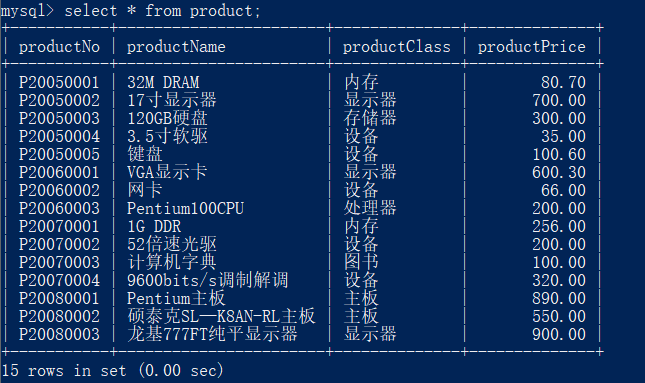 mysql> select * from product;
+-----------+--------------------+--------------+--------------+
| productNo | productName | productClass | productPrice |
+-----------+--------------------+--------------+--------------+
| P20050001 | 32M DRAM | 内存 | 80.70 |
| P20050002 | 17寸显示器 | 显示器 | 700.00 |
| P20050003 | 120GB硬盘 | 存储器 | 300.00 |
| P20050004 | 3.5寸软驱 | 设备 | 35.00 |
| P20050005 | 键盘 | 设备 | 100.60 |
| P20060001 | VGA显示卡 | 显示器 | 600.30 |
| P20060002 | 网卡 | 设备 | 66.00 |
| P20060003 | Pentium100CPU | 处理器 | 200.00 |
| P20070001 | 1G DDR | 内存 | 256.00 |
| P20070002 | 52倍速光驱 | 设备 | 200.00 |
| P20070003 | 计算机字典 | 图书 | 100.00 |
| P20070004 | 9600bits/s调制解调 | 设备 | 320.00 |
| P20080001 | Pentium主板 | 主板 | 890.00 |
| P20080002 | 硕泰克SL—K8AN-RL主板 | 主板 | 550.00 |
| P20080003 | 龙基777FT纯平显示器 | 显示器 | 900.00 |
+-----------+--------------------+--------------+--------------+
15 rows in set (0.00 sec)